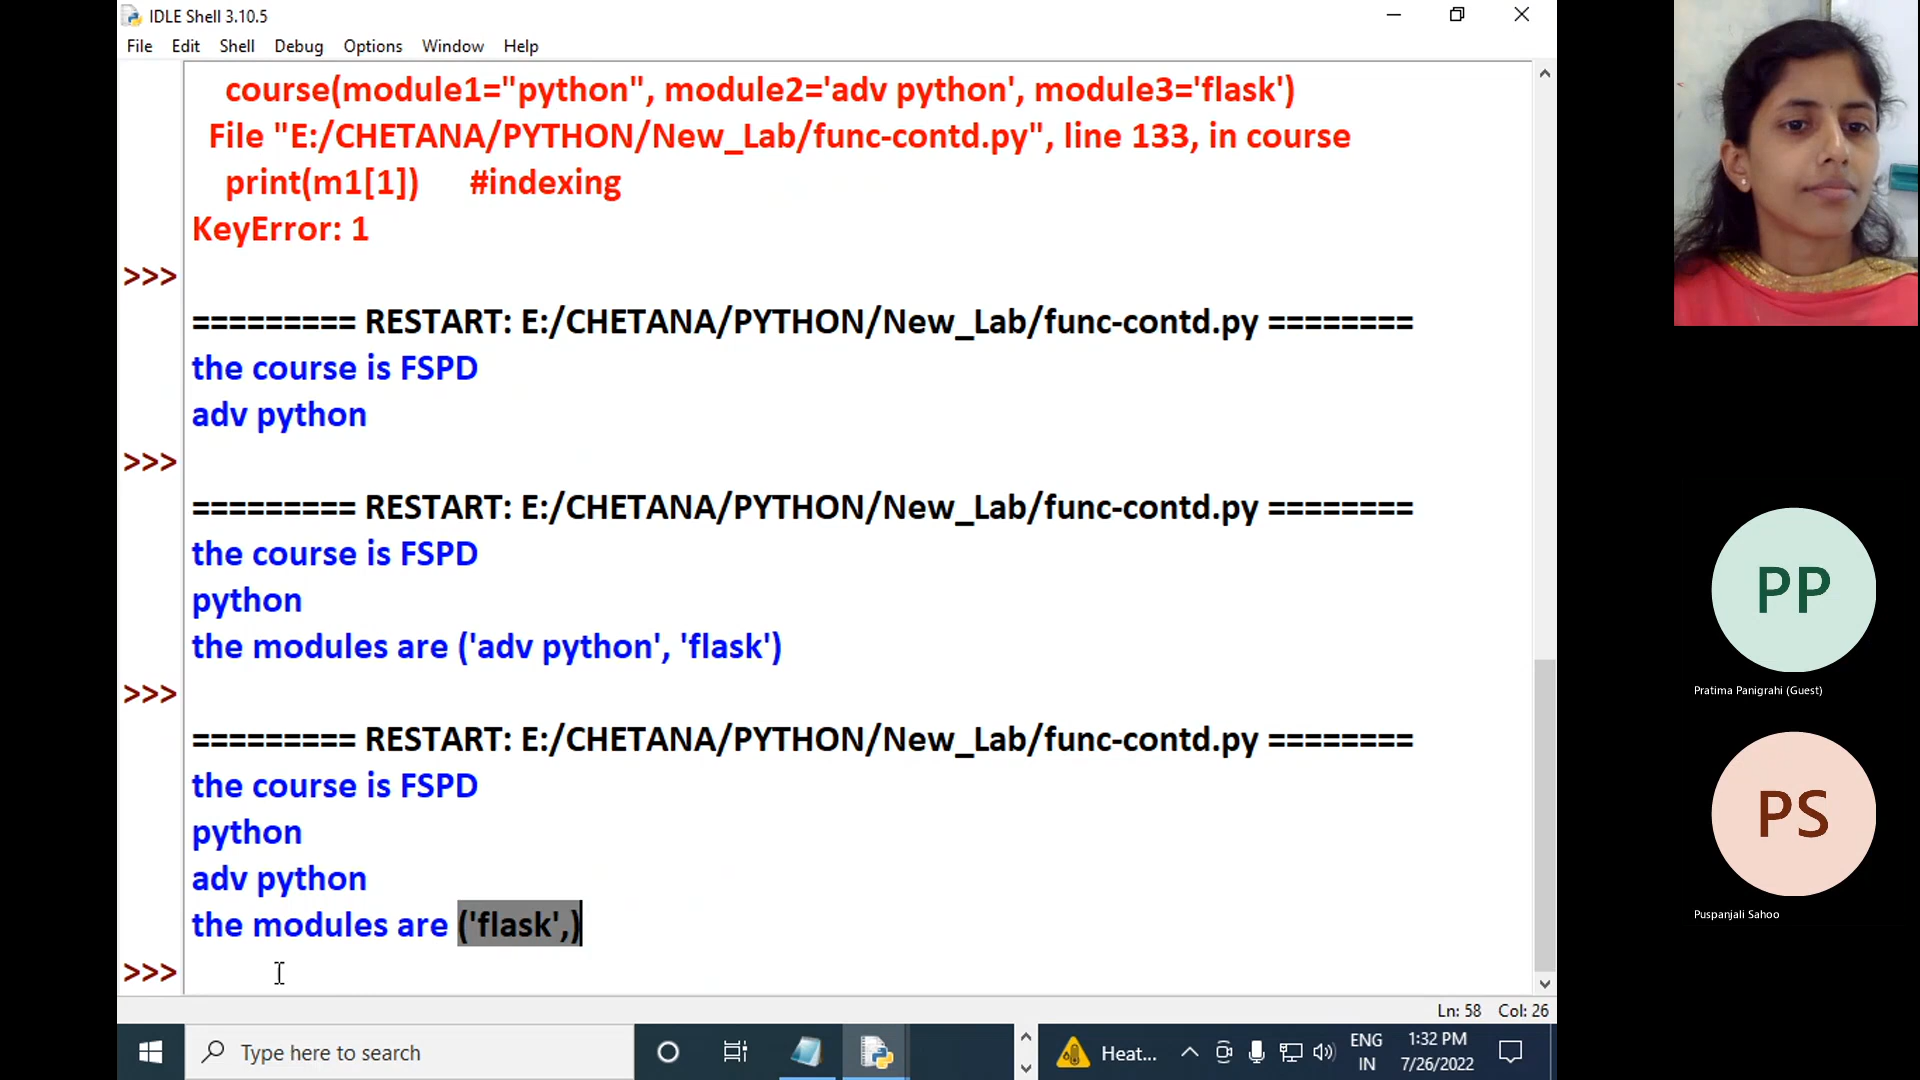 IDLE Shell 3.10.5
File Edit Shell Debug Options Window Help
course(module1="python", module2='adv python', module3='flask')
File "E:/CHETANA/PYTHON/New_Lab/func-contd.py", line 133, in course
print(m1[1]) #indexing
KeyError: 1
>>>
========= RESTART: E:/CHETANA/PYTHON/New_Lab/func-contd.py ========
the course is FSPD
adv python
>>>
========= RESTART: E:/CHETANA/PYTHON/New_Lab/func-contd.py ========
the course is FSPD
python
the modules are ('adv python', 'flask')
>>>
========= RESTART: E:/CHETANA/PYTHON/New_Lab/func-contd.py ========
the course is FSPD
python
adv python
the modules are ('flask',)
>>>
Ln: 58 Col: 26
Type here to search
Heat...
ENG
IN
1:32 PM
7/26/2022
PP
Pratima Panigrahi (Guest)
PS
Puspanjali Sahoo